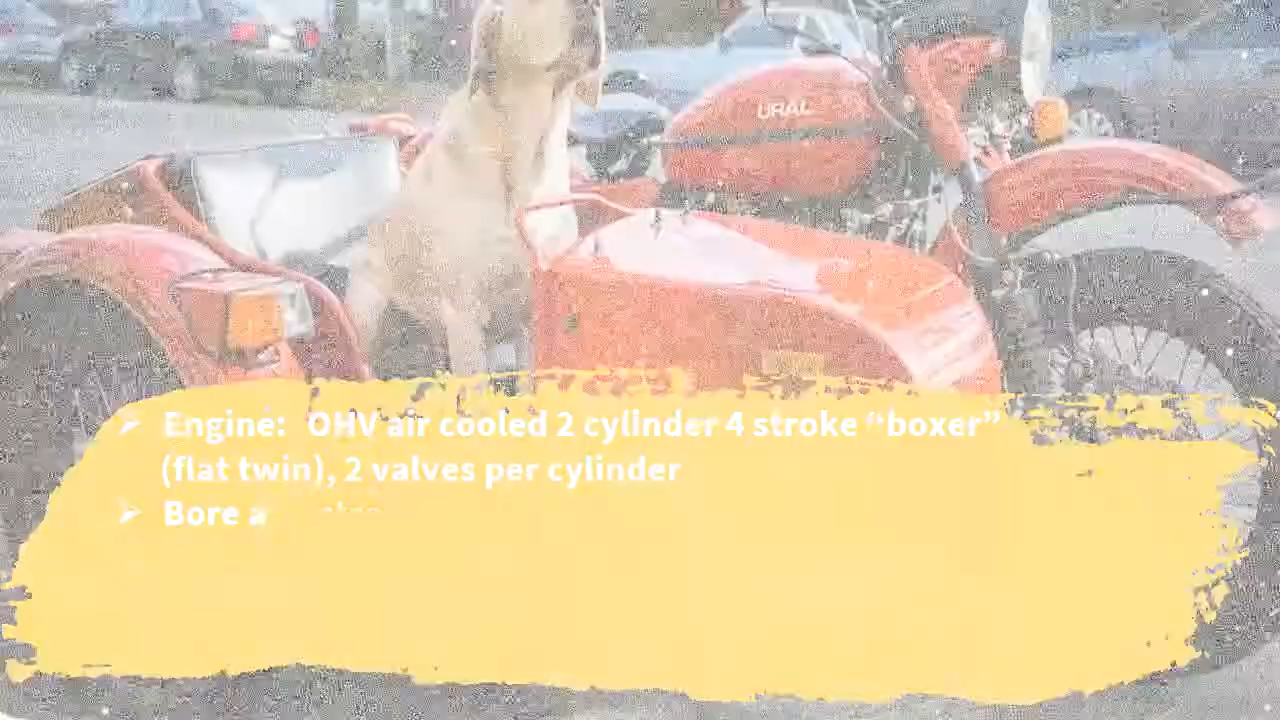 URAL
➢ Engine: OHV air cooled 2 cylinder 4 stroke “boxer”
(flat twin), 2 valves per cylinder
➢ Bore